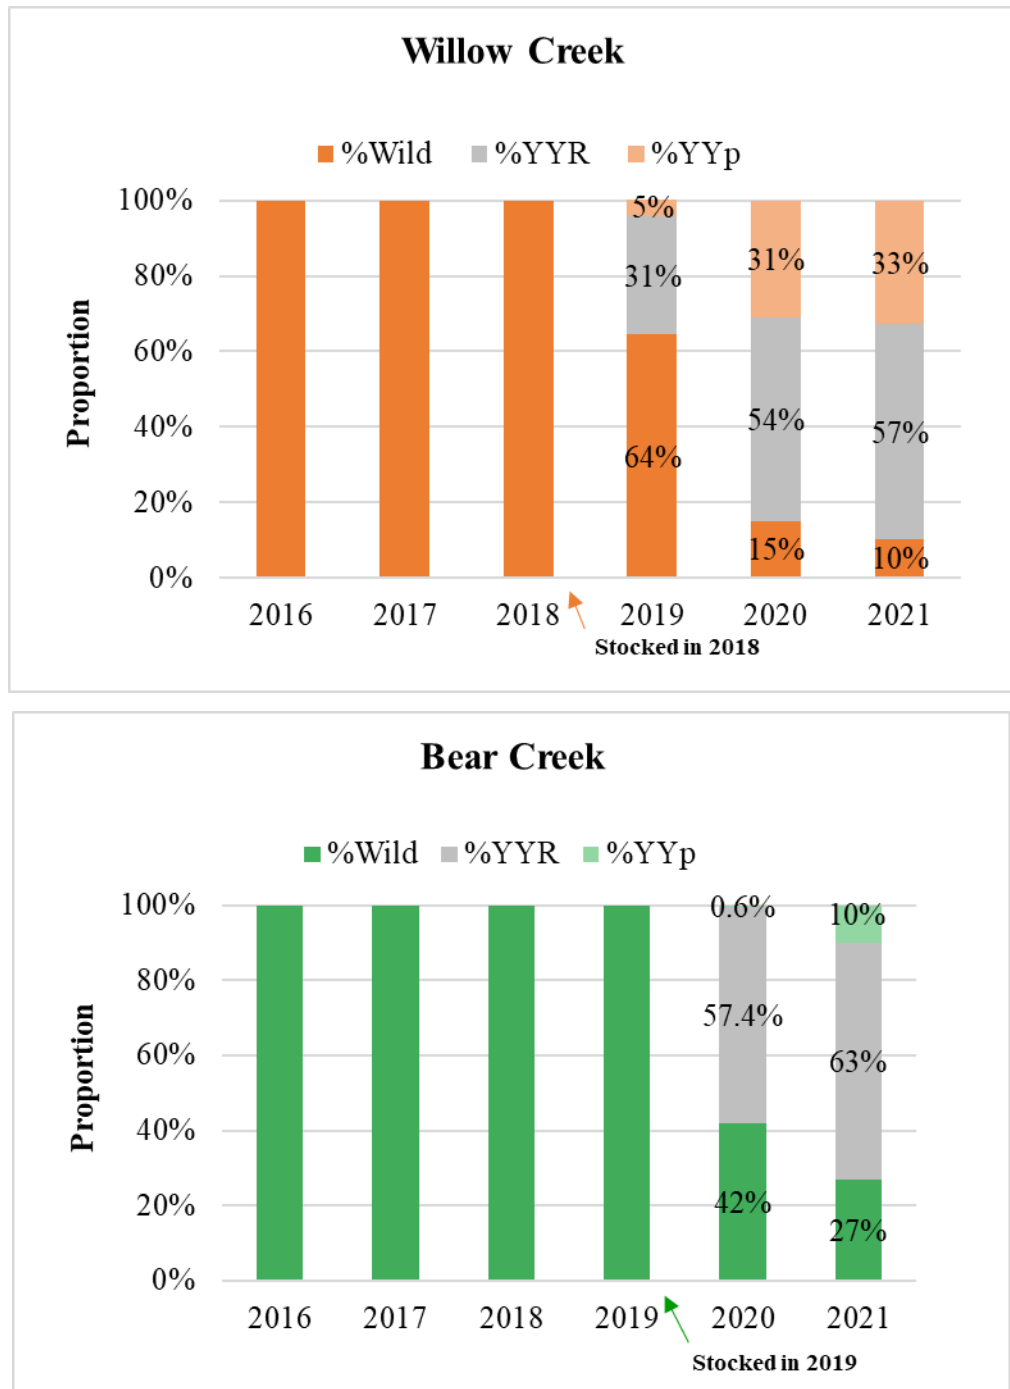 Willow Creek
%Wild %YYR %YYp
100%
80%
60%
40%
20%
0%
Proportion
5%
31%
64%
31%
54%
15%
33%
57%
10%
2016 2017 2018 2019 2020 2021
Stocked in 2018
Bear Creek
%Wild %YYR %YYp
100%
80%
60%
40%
20%
0%
Proportion
0.6%
57.4%
42%
10%
63%
27%
2016 2017 2018 2019 2020 2021
Stocked in 2019